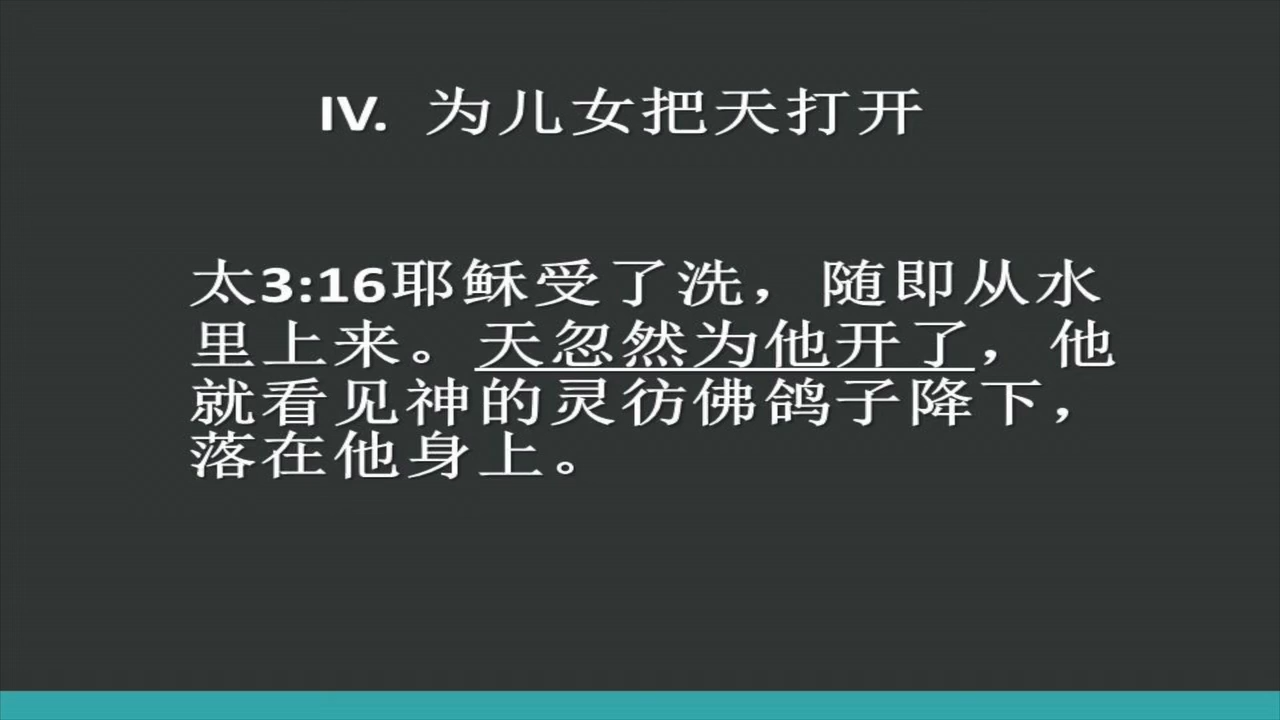 IV. 为儿女把天打开
太3:16耶稣受了洗，随即从水
里上来。天忽然为他开了，他
就看见神的灵彷佛鸽子降下，
落在他身上。